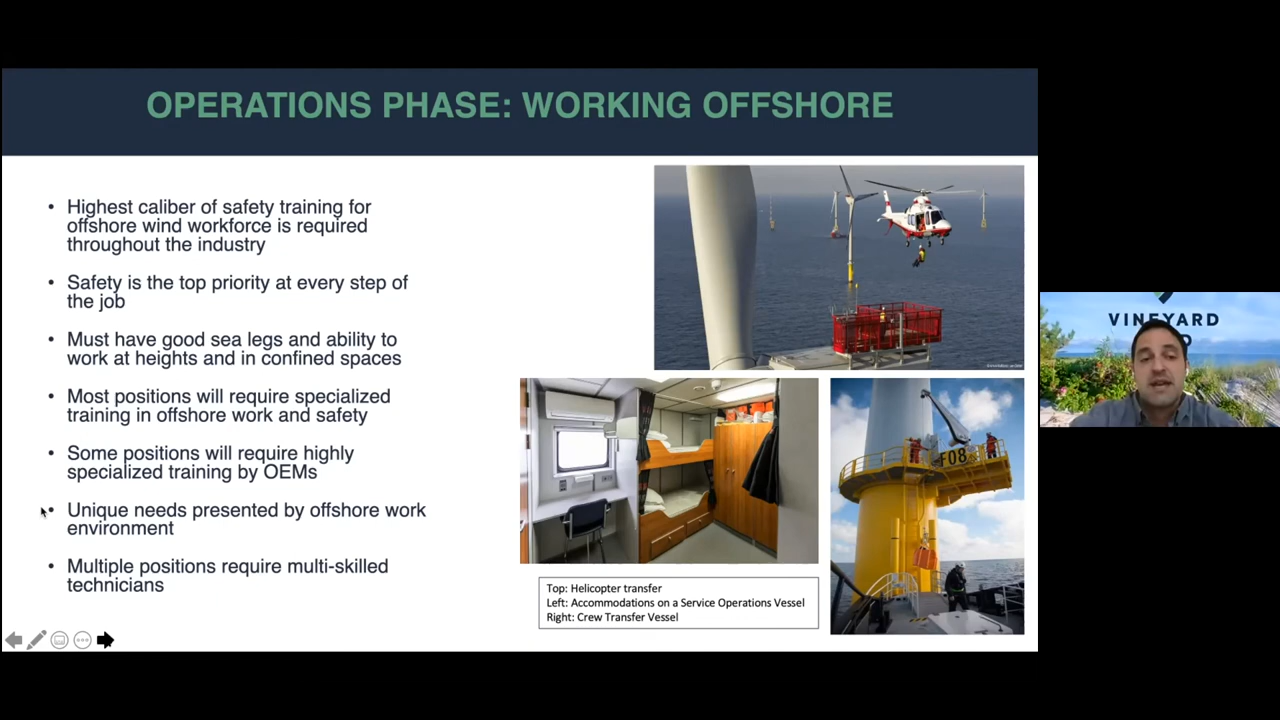 OPERATIONS PHASE: WORKING OFFSHORE
• Highest caliber of safety training for
offshore wind workforce is required
throughout the industry
• Safety is the top priority at every step of
the job
• Must have good sea legs and ability to
work at heights and in confined spaces
• Most positions will require specialized
training in offshore work and safety
• Some positions will require highly
specialized training by OEMs
• Unique needs presented by offshore work
environment
• Multiple positions require multi-skilled
technicians
F08
Top: Helicopter transfer
Left: Accommodations on a Service Operations Vessel
Right: Crew Transfer Vessel
VINEYARD